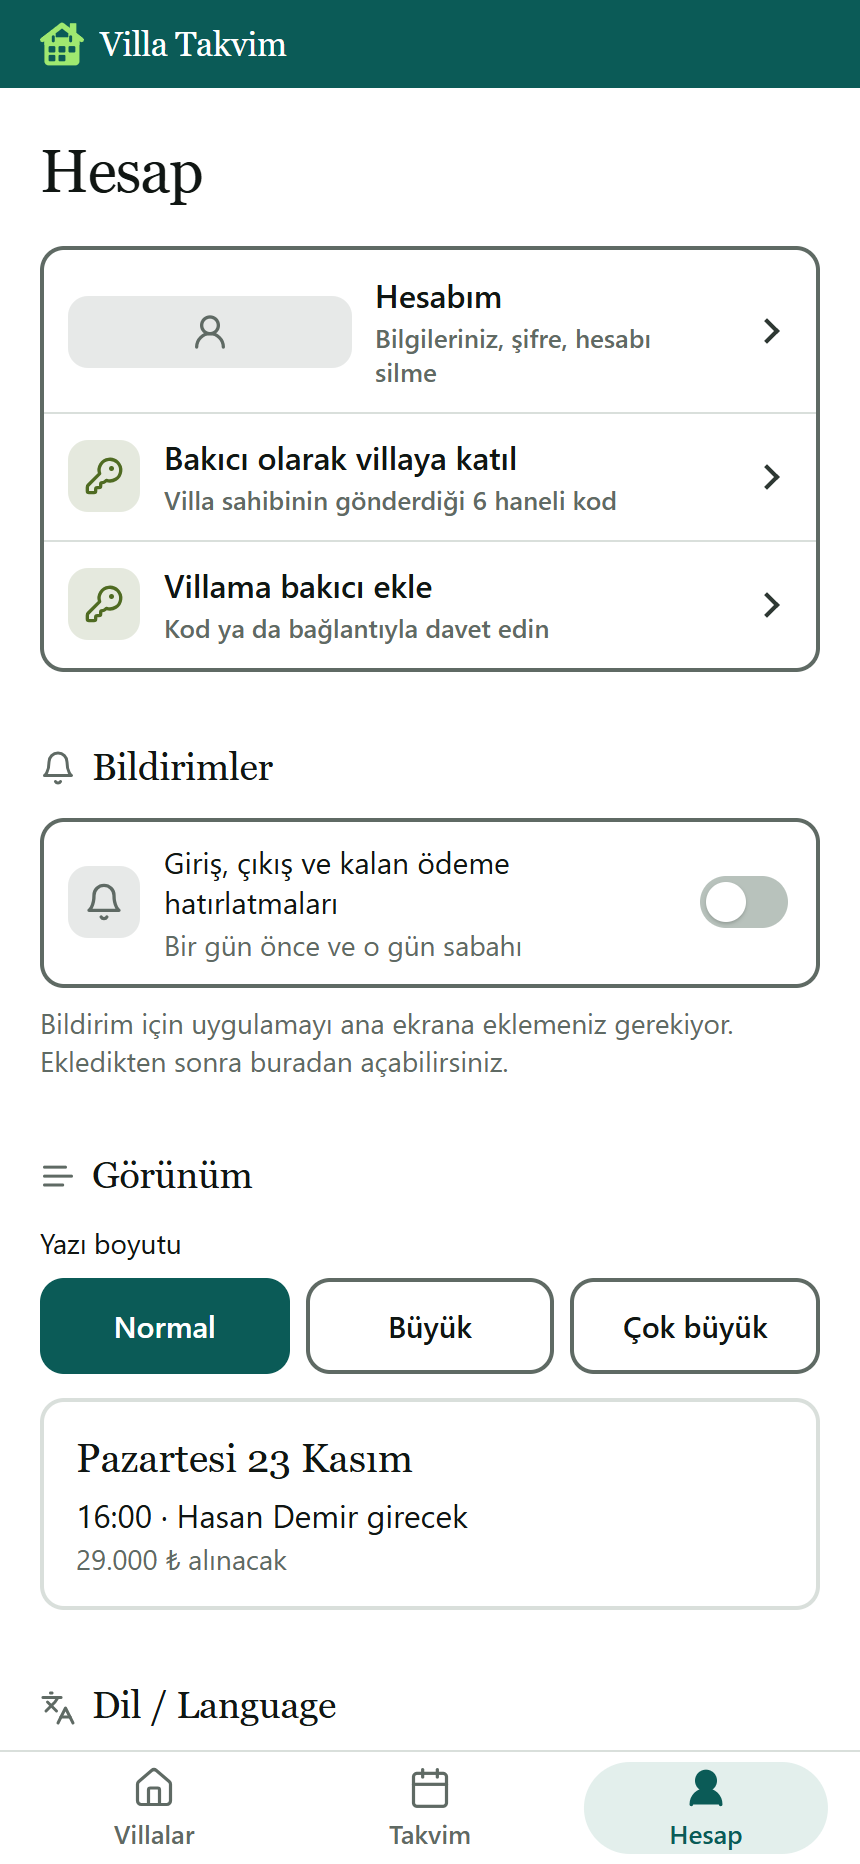 Villa Takvim
Hesap
Hesabım
Bilgileriniz, şifre, hesabı
silme
Bakıcı olarak villaya katıl
Villa sahibinin gönderdiği 6 haneli kod
Villama bakıcı ekle
Kod ya da bağlantıyla davet edin
Bildirimler
Giriş, çıkış ve kalan ödeme
hatırlatmaları
Bir gün önce ve o gün sabahı
Bildirim için uygulamayı ana ekrana eklemeniz gerekiyor.
Ekledikten sonra buradan açabilirsiniz.
Görünüm
Yazı boyutu
Normal
Büyük
Çok büyük
Pazartesi 23 Kasım
16:00 · Hasan Demir girecek
29.000 ₺ alınacak
Dil / Language
Villalar
Takvim
Hesap